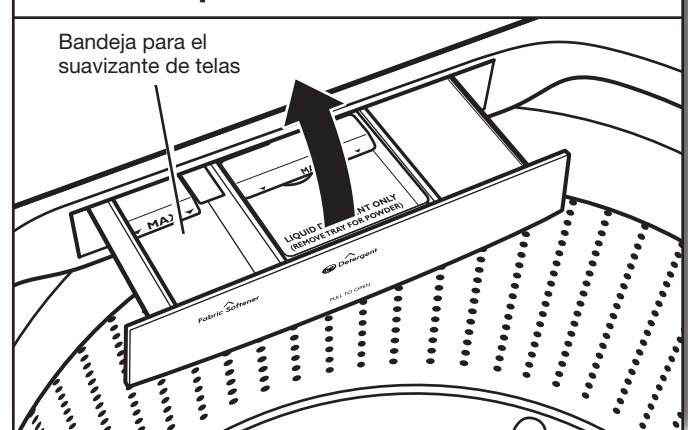 Bandeja para el
suavizante de telas
MAX
LIQUID ONLY
(REMOVE TRAY FOR POWDER)
Detergent
Fabric Softener
PULL TO OPEN